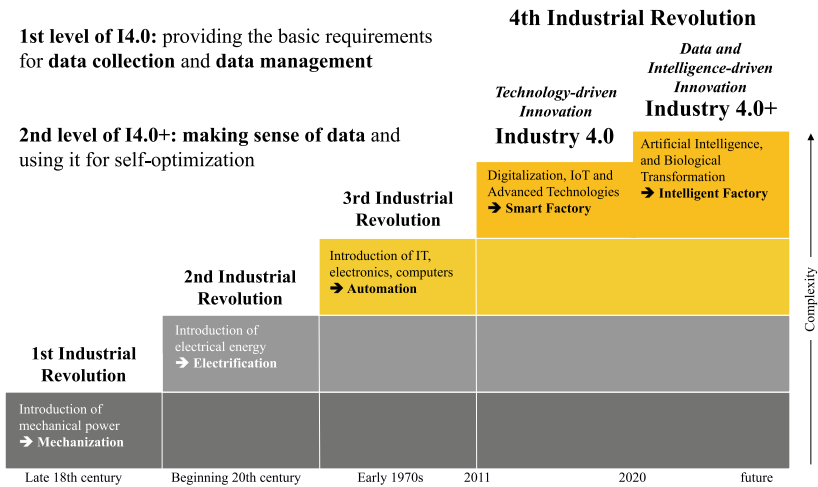 4th Industrial Revolution
1st level of I4.0: providing the basic requirements
for data collection and data management
Data and
Intelligence-driven
Innovation
Industry 4.0+
Technology-driven
Innovation
Industry 4.0
2nd level of I4.0+: making sense of data and
using it for self-optimization
Artificial Intelligence,
and Biological
Transformation
➔ Intelligent Factory
Digitalization, IoT and
Advanced Technologies
➔ Smart Factory
3rd Industrial
Revolution
Introduction of IT,
electronics, computers
➔ Automation
2nd Industrial
Revolution
Introduction of
electrical energy
➔ Electrification
1st Industrial
Revolution
Introduction of
mechanical power
➔ Mechanization
Complexity
Late 18th century
Beginning 20th century
Early 1970s
2011
2020
future